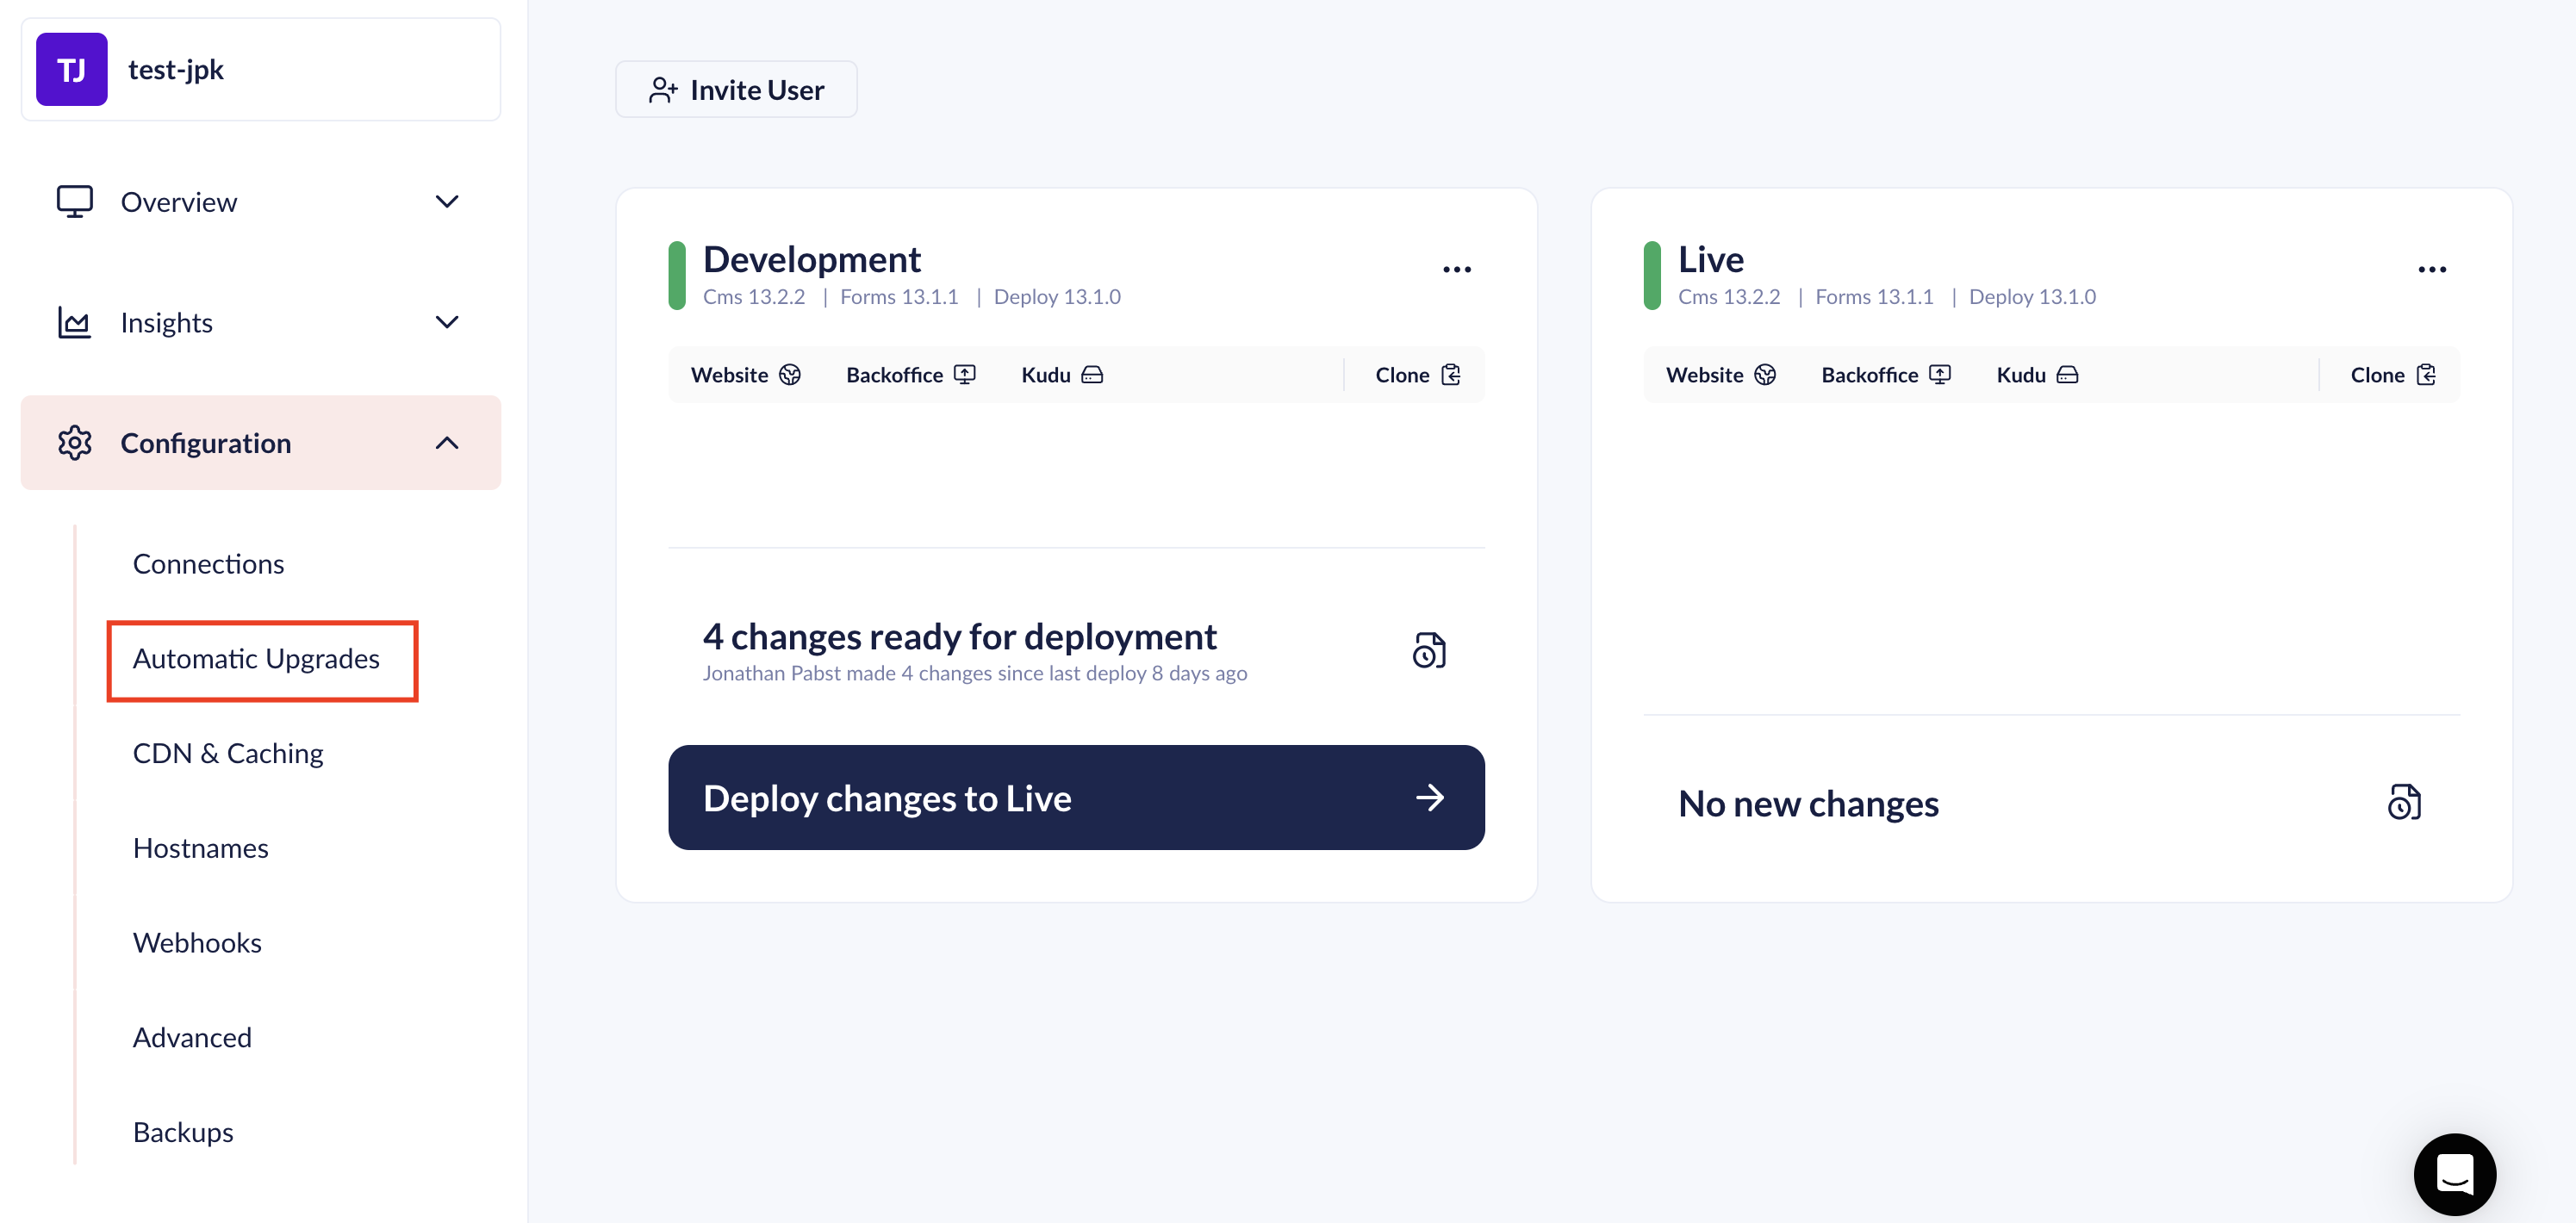 TJ
test-jpk
Overview
Insights
Configuration
Connections
Automatic Upgrades
CDN & Caching
Hostnames
Webhooks
Advanced
Backups
Invite User
Development
Cms 13.2.2 | Forms 13.1.1 | Deploy 13.1.0
Website Backoffice Kudu Clone
4 changes ready for deployment
Jonathan Pabst made 4 changes since last deploy 8 days ago
Deploy changes to Live
Live
Cms 13.2.2 | Forms 13.1.1 | Deploy 13.1.0
Website Backoffice Kudu Clone
No new changes